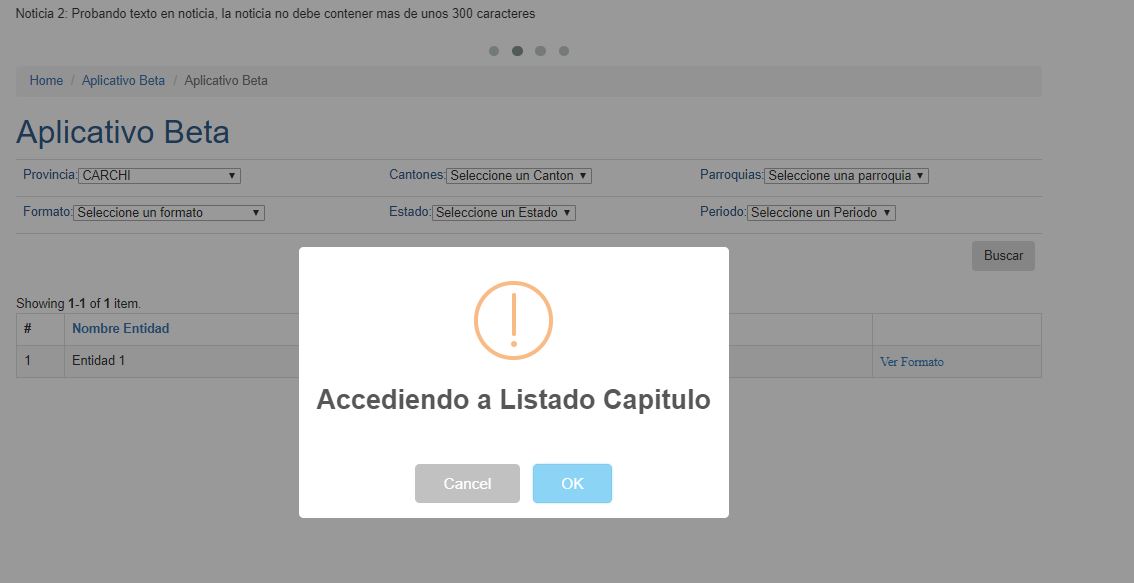 Noticia 2: Probando texto en noticia, la noticia no debe contener mas de unos 300 caracteres
Home / Aplicativo Beta / Aplicativo Beta
Aplicativo Beta
Provincia: CARCHI Cantones: Seleccione un Canton Parroquias: Seleccione una parroquia
Formato: Seleccione un formato Estado: Seleccione un Estado Periodo: Seleccione un Periodo
Buscar
Showing 1-1 of 1 item.
# Nombre Entidad
1 Entidad 1 Ver Formato
Accediendo a Listado Capitulo
Cancel OK